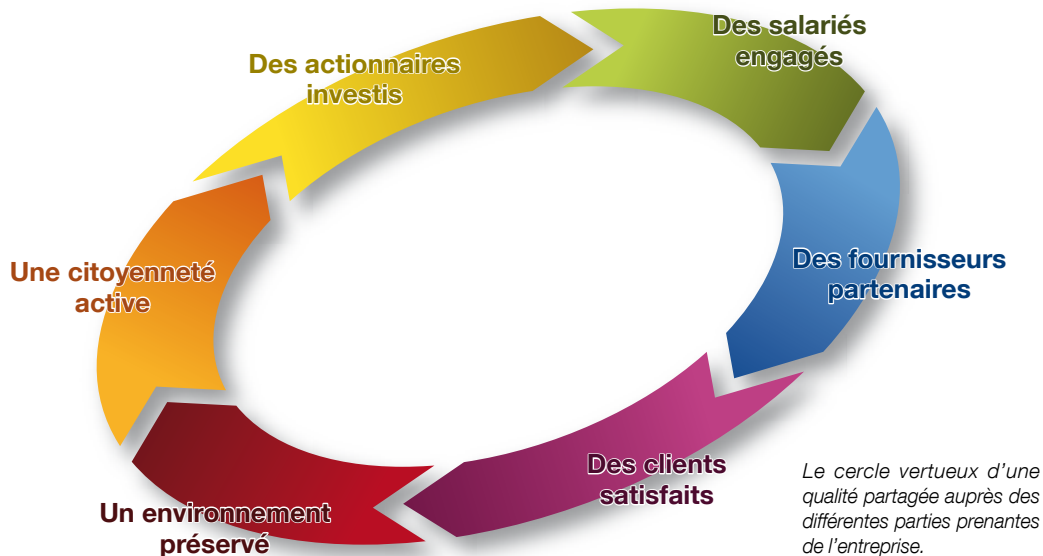 Des salariés
engagés
Des actionnaires
investis
Des fournisseurs
partenaires
Une citoyenneté
active
Des clients
satisfaits
Un environnement
préservé
Le cercle vertueux d'une
qualité partagée auprès des
différentes parties prenantes
de l'entreprise.